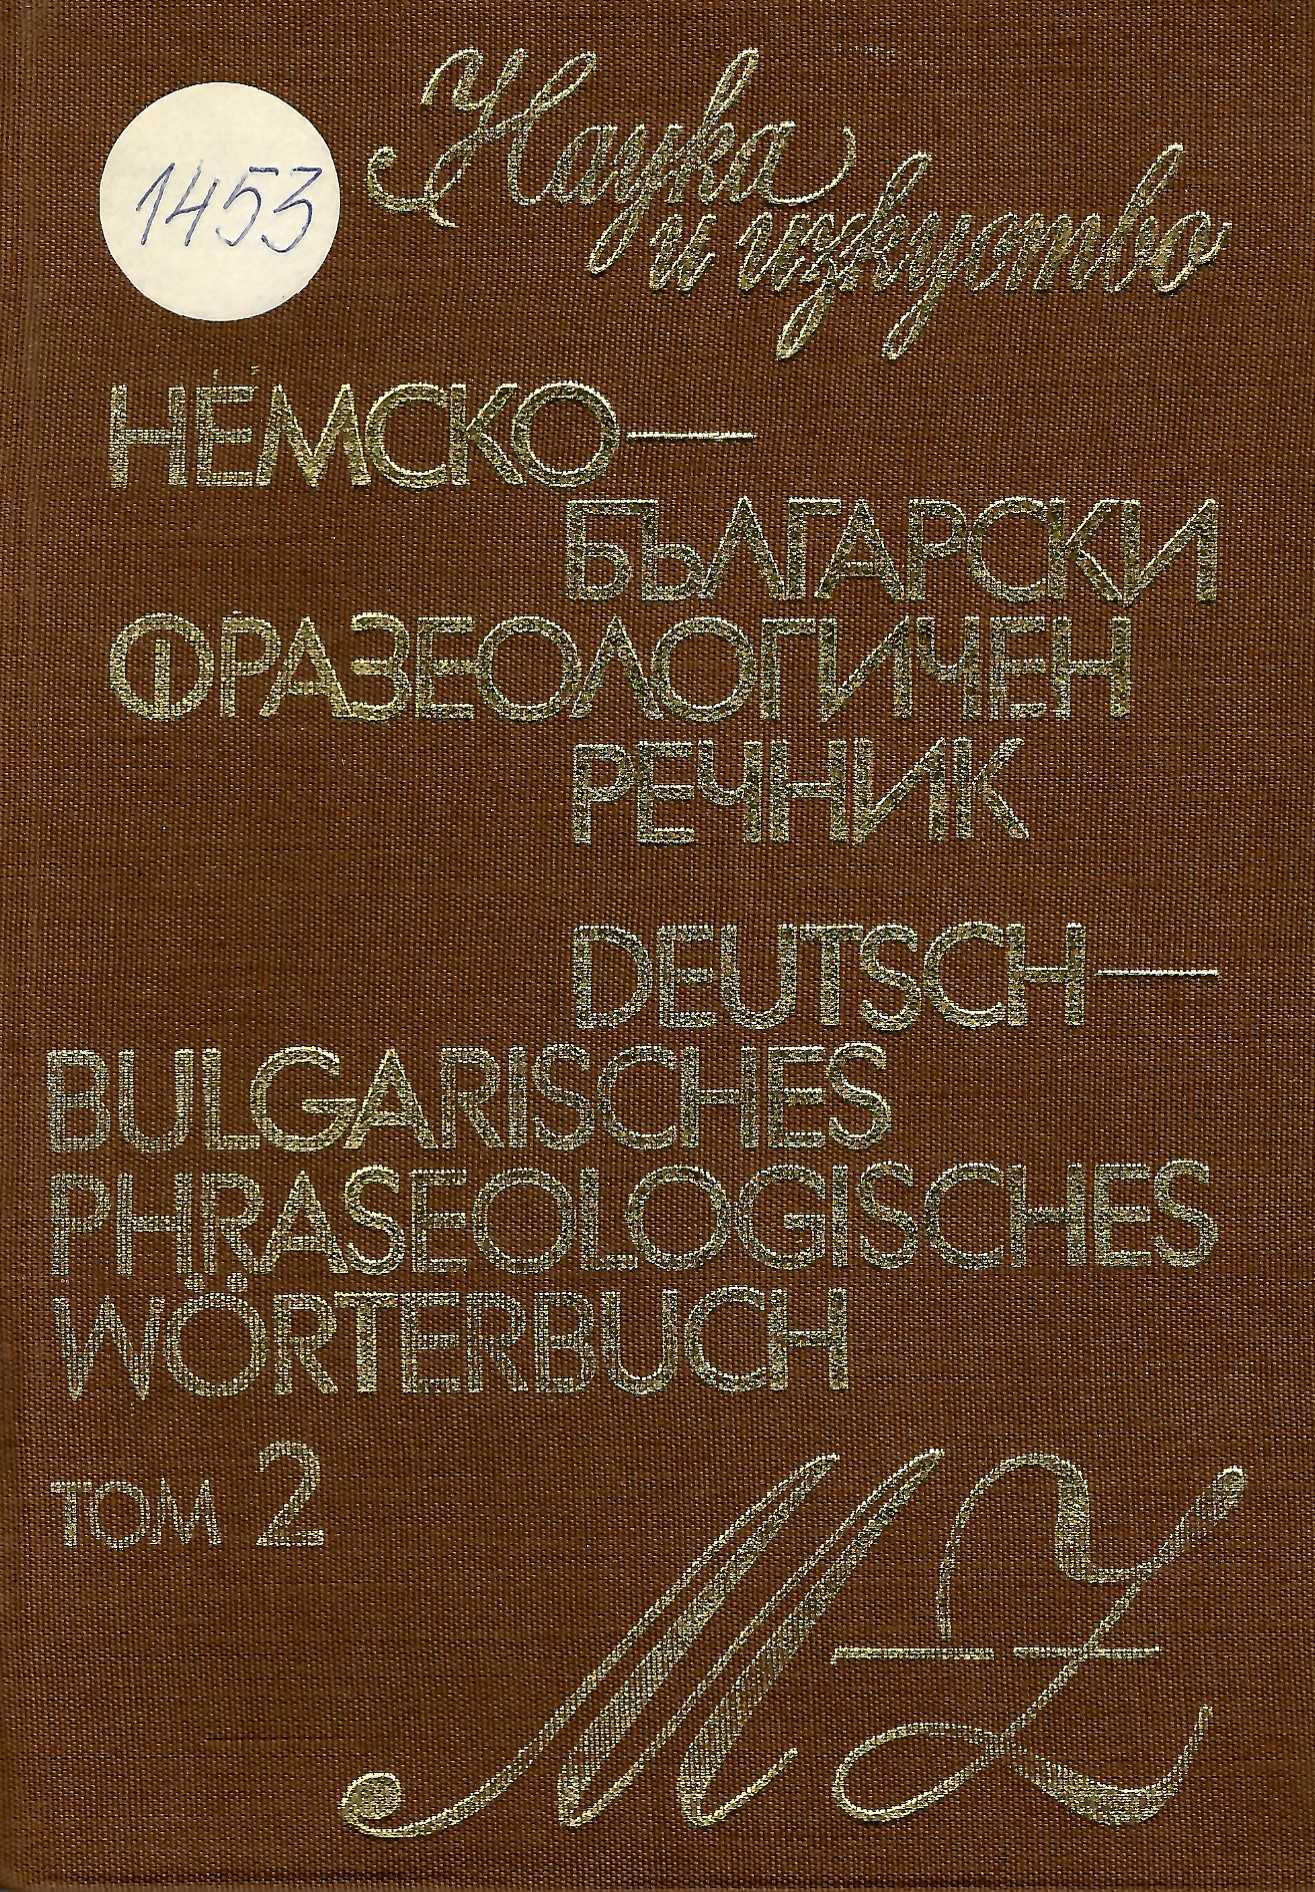 1453
Наука
и изкуство
НЕМСКО—
БЪЛГАРСКИ
ФРАЗЕОЛОГИЧЕН
РЕЧНИК
DEUTSCH—
BULGARISCHES
PHRASEOLOGISCHES
WÖRTERBUCH
ТОМ 2
M–Z